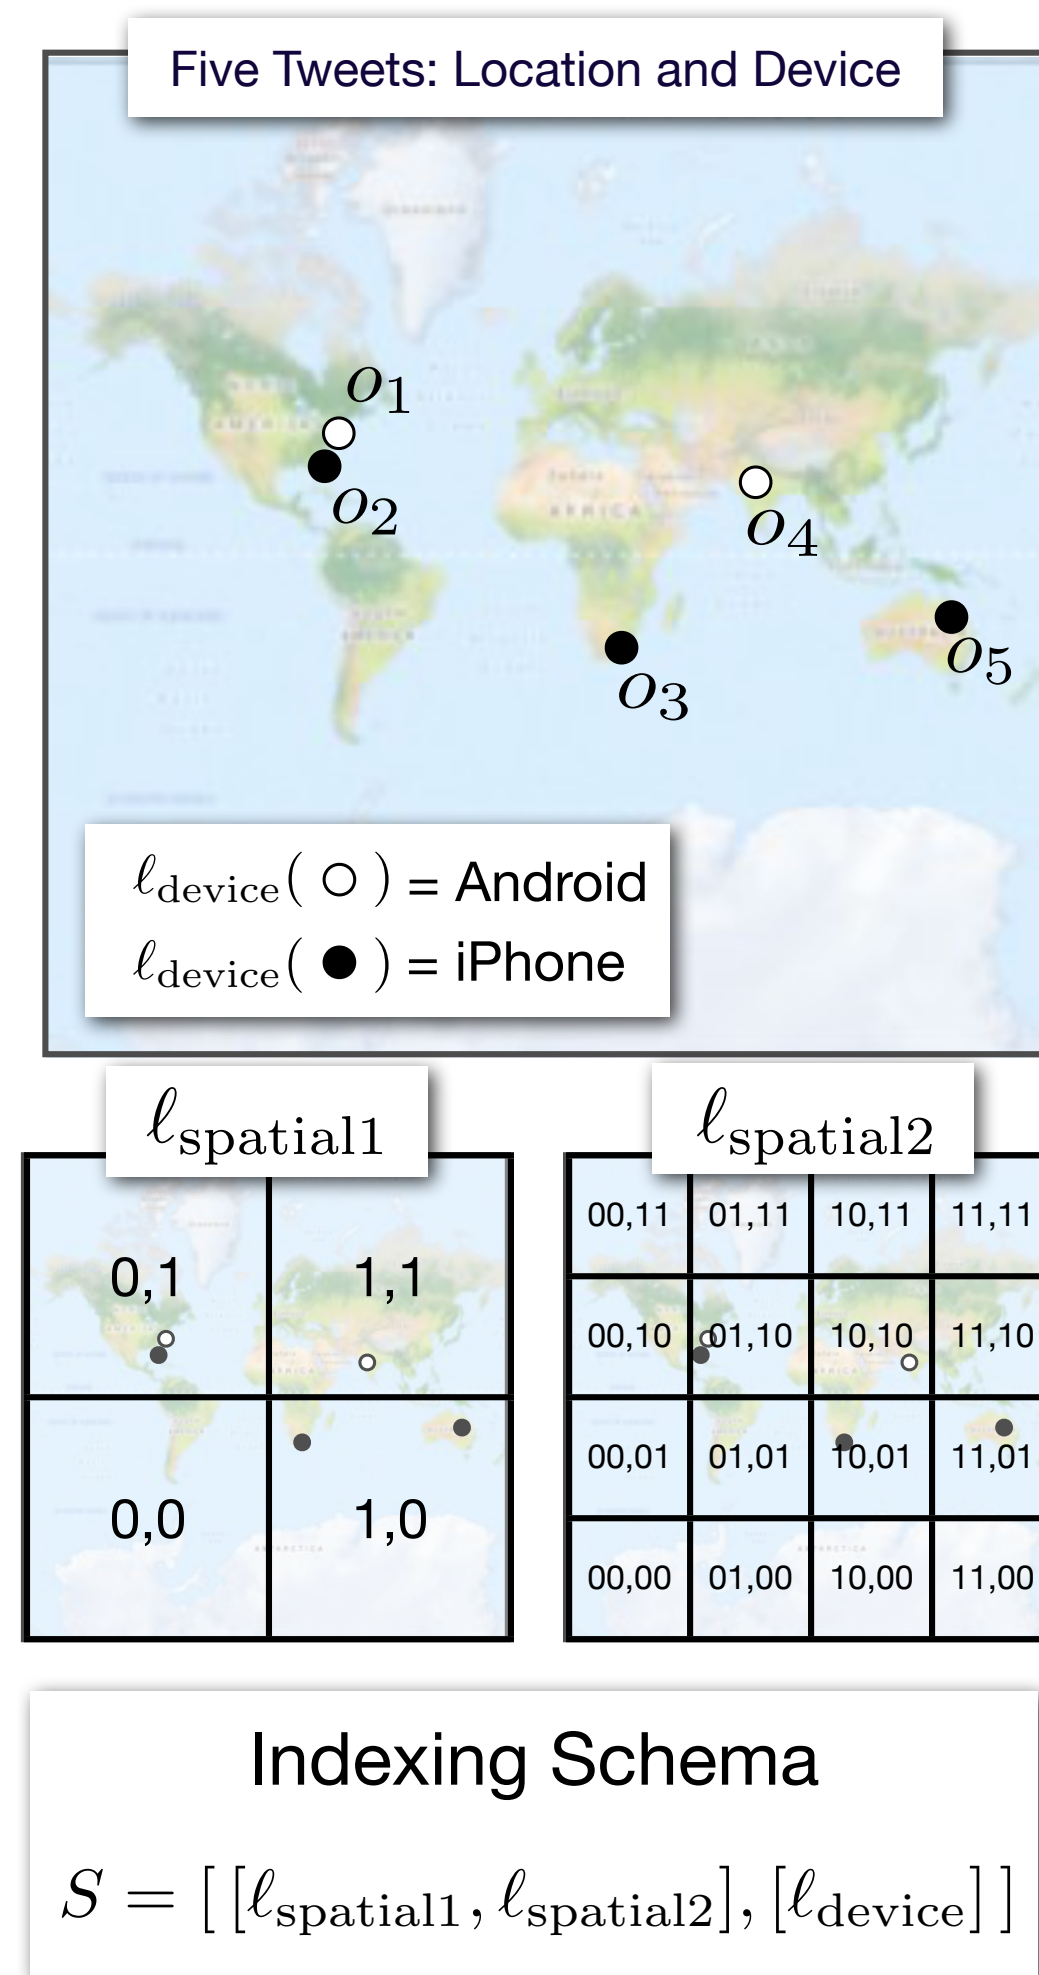 Five Tweets: Location and Device
o1
o2
o4
o5
o3
AFRICA
ℓdevice( ○ ) = Android
ℓdevice( ● ) = iPhone
ℓspatial1
ℓspatial2
0,1 1,1
0,0 1,0
00,11 01,11 10,11 11,11
00,10 01,10 10,10 11,10
00,01 01,01 10,01 11,01
00,00 01,00 10,00 11,00
Indexing Schema
S = [ [ℓspatial1, ℓspatial2], [ℓdevice] ]